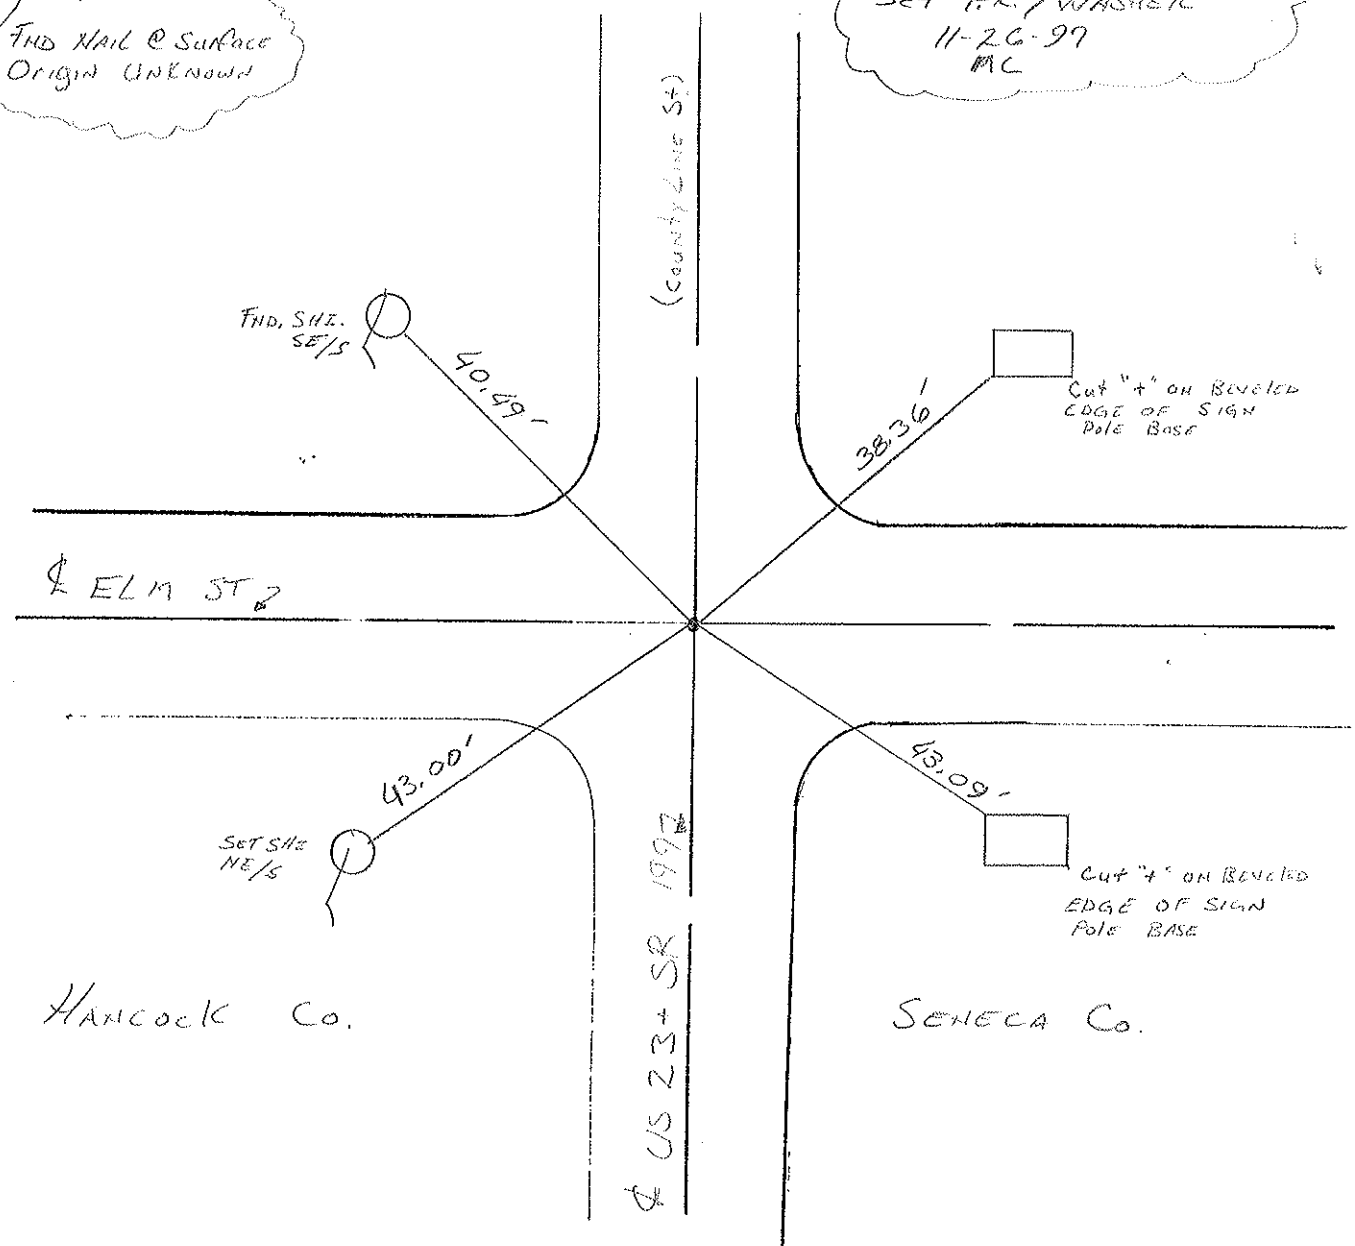 FND NAIL @ SURFACE
ORIGIN UNKNOWN
WASHER
11-26-97
MC
(COUNTY LINE ST)
FND. SHI.
SE/S
40.49'
38.36'
Cut "+" ON BEVELED
EDGE OF SIGN
Pole BASE
℄ ELM ST
43.00'
43.09'
SET SHI
NE/S
Cut "+" ON BEVELED
EDGE OF SIGN
Pole BASE
HANCOCK Co.
SENECA Co.
℄ US 23 + SR 199